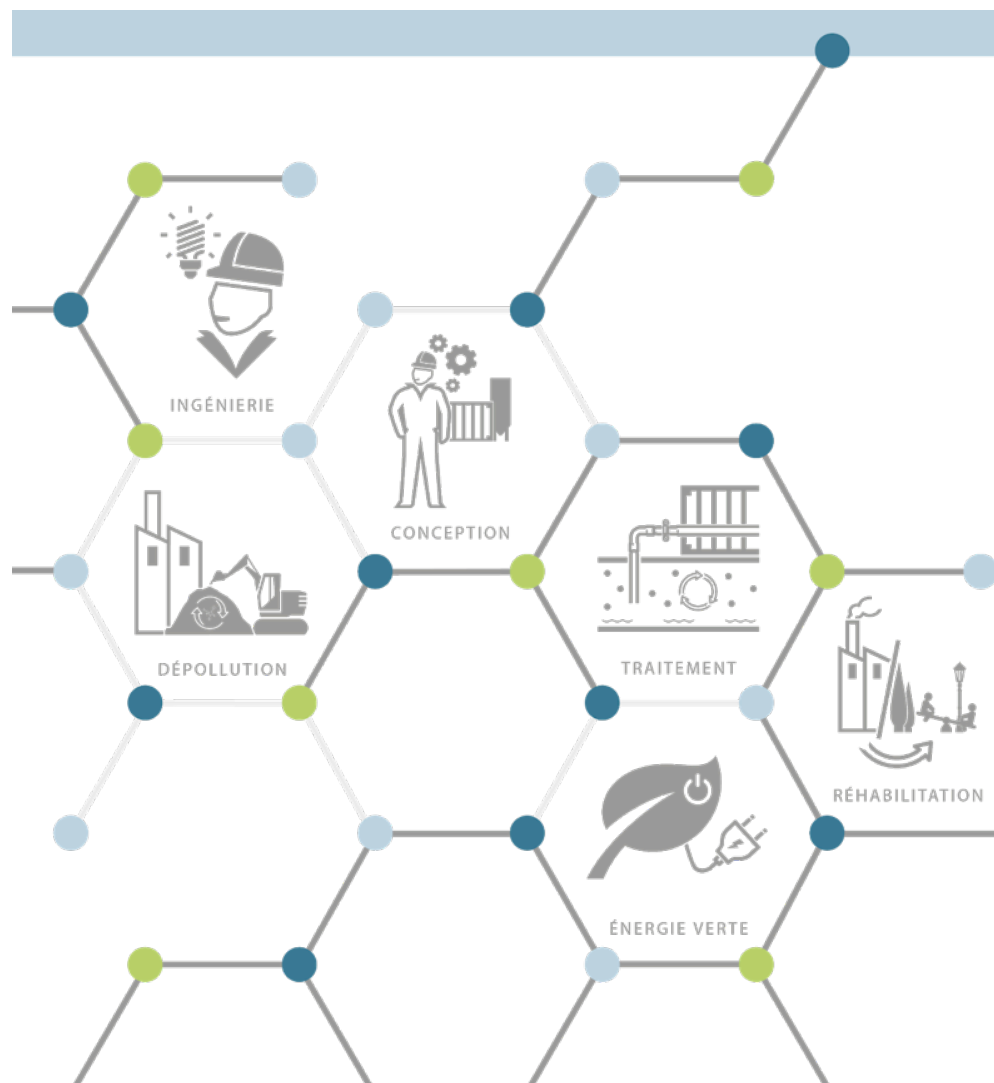 INGÉNIERIE
CONCEPTION
DÉPOLLUTION
TRAITEMENT
RÉHABILITATION
ÉNERGIE VERTE